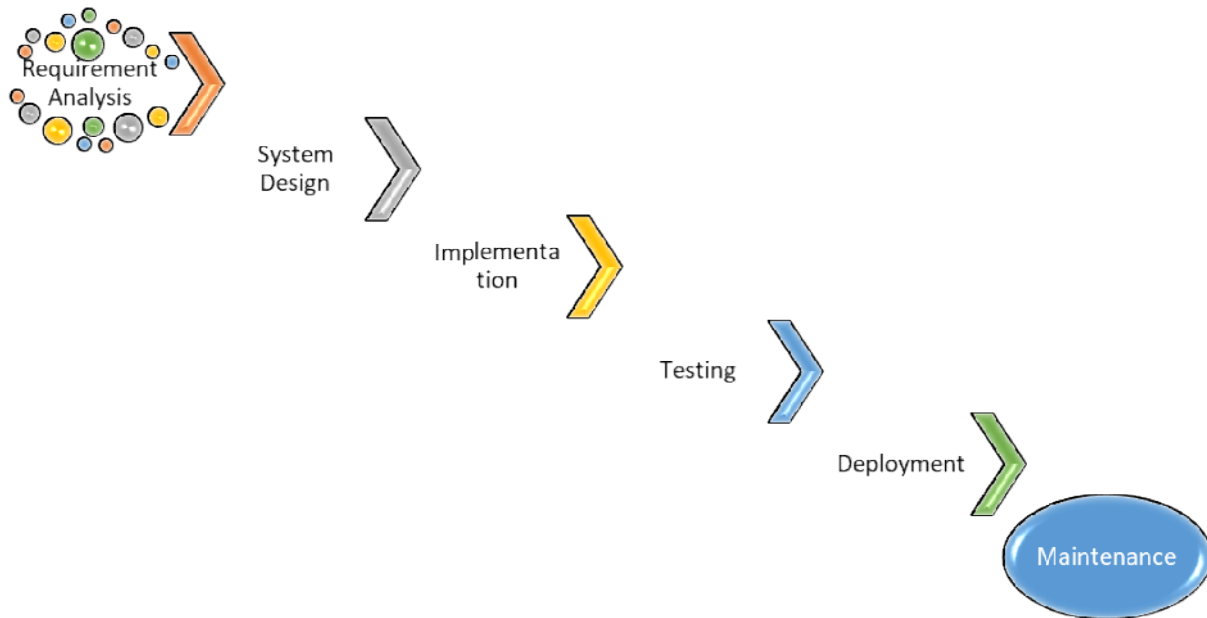 Requirement
Analysis
System
Design
Implementa
tion
Testing
Deployment
Maintenance